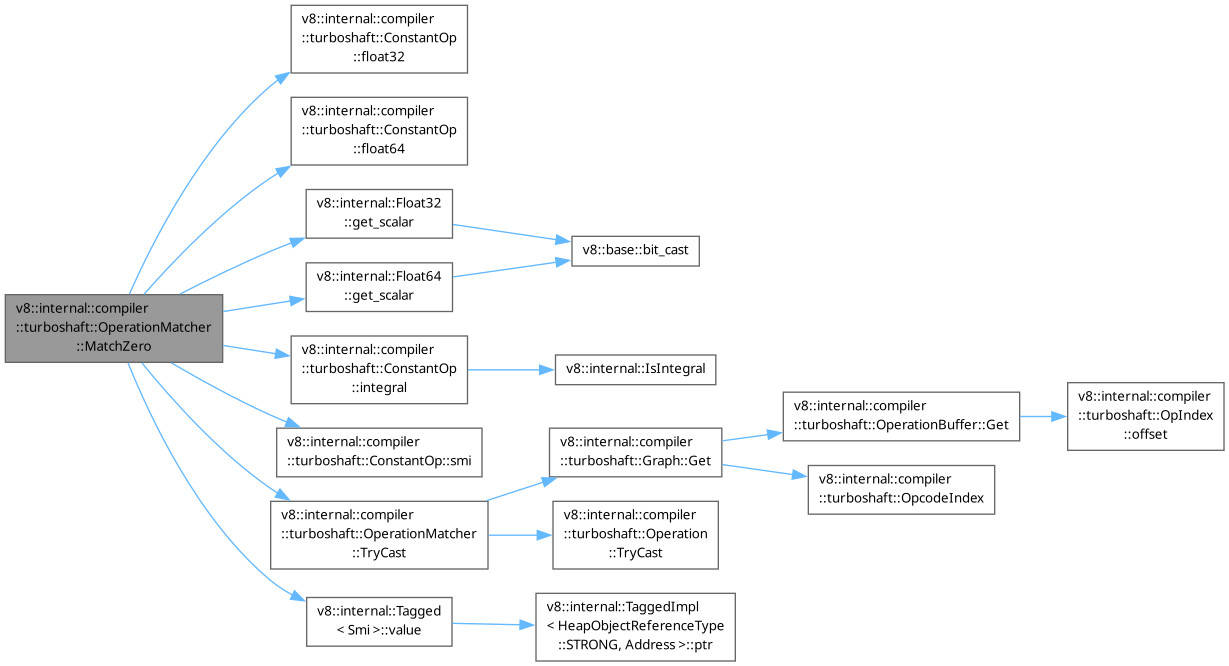 v8::internal::compiler
::turboshaft::ConstantOp
::float32
v8::internal::compiler
::turboshaft::ConstantOp
::float64
v8::internal::Float32
::get_scalar
v8::base::bit_cast
v8::internal::Float64
::get_scalar
v8::internal::compiler
::turboshaft::OperationMatcher
::MatchZero
v8::internal::compiler
::turboshaft::ConstantOp
::integral
v8::internal::IsIntegral
v8::internal::compiler
::turboshaft::ConstantOp::smi
v8::internal::compiler
::turboshaft::Graph::Get
v8::internal::compiler
::turboshaft::OperationBuffer::Get
v8::internal::compiler
::turboshaft::OpIndex
::offset
v8::internal::compiler
::turboshaft::OpcodeIndex
v8::internal::compiler
::turboshaft::OperationMatcher
::TryCast
v8::internal::compiler
::turboshaft::Operation
::TryCast
v8::internal::Tagged
< Smi >::value
v8::internal::TaggedImpl
< HeapObjectReferenceType
::STRONG, Address >::ptr